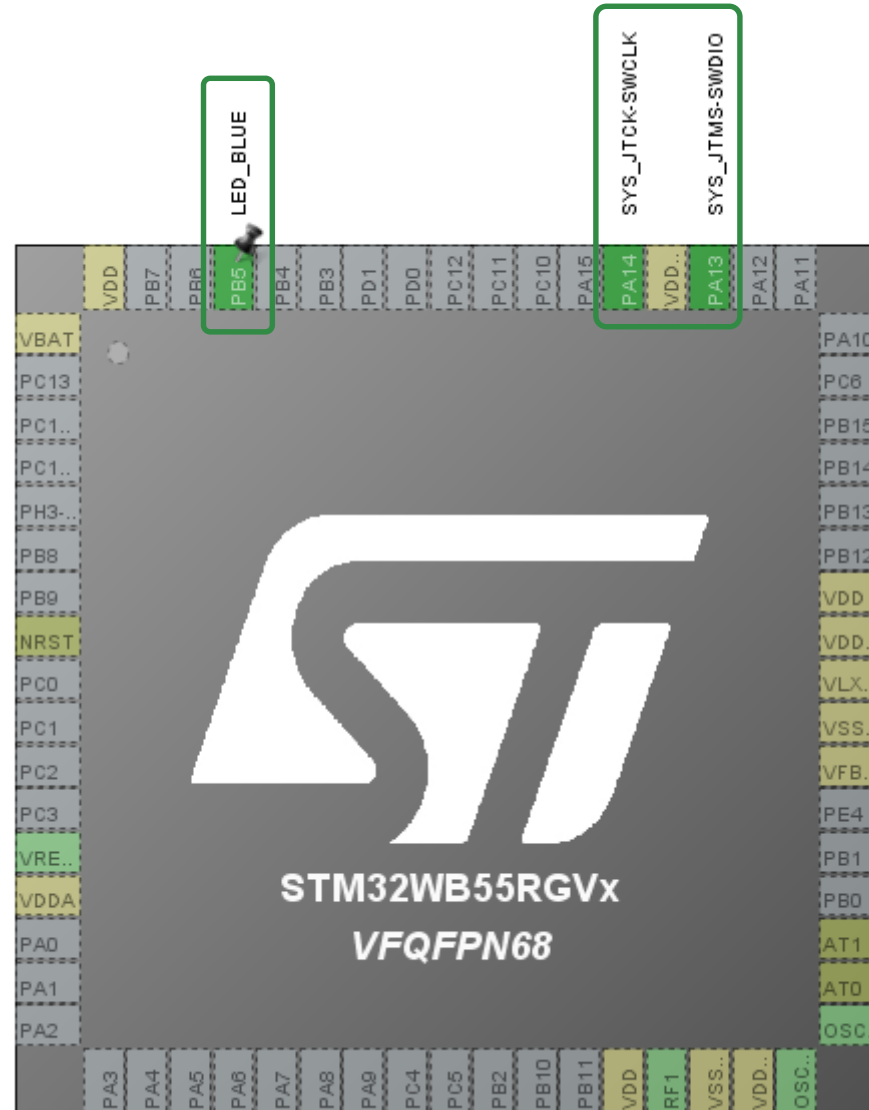 LED_BLUE
SYS_JTCK-SWCLK
SYS_JTMS-SWDIO
VDD
PB7
PB6
PB5
PB4
PB3
PD1
PD0
PC12
PC11
PC10
PA15
PA14
VDD..
PA13
PA12
PA11
VBAT
PC13
PC1..
PC1..
PH3-..
PB8
PB9
NRST
PC0
PC1
PC2
PC3
VRE..
VDDA
PA0
PA1
PA2
PA10
PC6
PB15
PB14
PB13
PB12
VDD
VDD.
VLX.
VSS.
VFB.
PE4
PB1
PB0
AT1
AT0
OSC
STM32WB55RGVx
VFQFPN68
PA3
PA4
PA5
PA6
PA7
PA8
PA9
PC4
PC5
PB2
PB10
PB11
VDD
RF1
VSS..
VDD..
OSC..